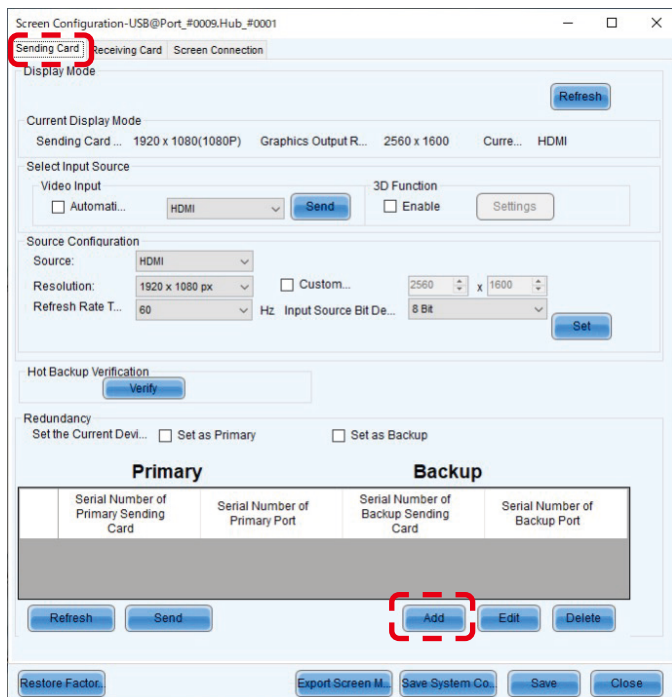 Screen Configuration-USB@Port_#0009.Hub_#0001
Sending Card Receiving Card Screen Connection
Display Mode
Refresh
Current Display Mode
Sending Card ... 1920 x 1080(1080P) Graphics Output R... 2560 x 1600 Curre... HDMI
Select Input Source
Video Input 3D Function
Automati... HDMI Send Enable Settings
Source Configuration
Source: HDMI
Resolution: 1920 x 1080 px Custom... 2560 x 1600
Refresh Rate T... 60 Hz Input Source Bit De... 8 Bit
Set
Hot Backup Verification
Verify
Redundancy
Set the Current Devi... Set as Primary Set as Backup
Primary Backup
Serial Number of Primary Sending Card Serial Number of Primary Port Serial Number of Backup Sending Card Serial Number of Backup Port
Refresh Send Add Edit Delete
Restore Factor.. Export Screen M.. Save System Co.. Save Close